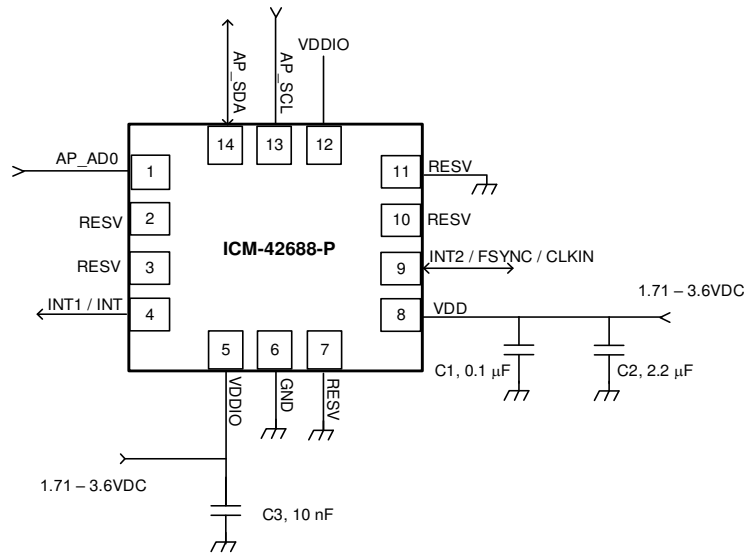 AP_SDA
AP_SCL
VDDIO
14
13
12
AP_AD0
1
11
RESV
RESV
2
10
RESV
ICM-42688-P
RESV
3
9
INT2 / FSYNC / CLKIN
INT1 / INT
4
8
VDD
1.71 – 3.6VDC
5
6
7
VDDIO
GND
RESV
C1, 0.1 µF
C2, 2.2 µF
1.71 – 3.6VDC
C3, 10 nF